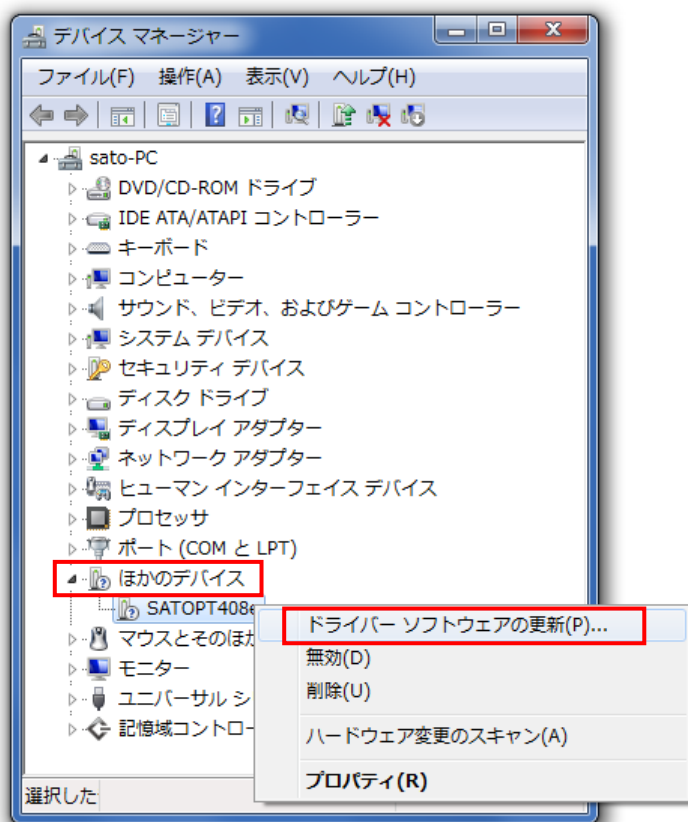 デバイス マネージャー
ファイル(F) 操作(A) 表示(V) ヘルプ(H)
sato-PC
DVD/CD-ROM ドライブ
IDE ATA/ATAPI コントローラー
キーボード
コンピューター
サウンド、ビデオ、およびゲーム コントローラー
システム デバイス
セキュリティ デバイス
ディスク ドライブ
ディスプレイ アダプター
ネットワーク アダプター
ヒューマン インターフェイス デバイス
プロセッサ
ポート (COM と LPT)
ほかのデバイス
SATOPT408e
マウスとそのほか
モニター
ユニバーサル シ
記憶域コントロー
ドライバー ソフトウェアの更新(P)...
無効(D)
削除(U)
ハードウェア変更のスキャン(A)
プロパティ(R)
選択した